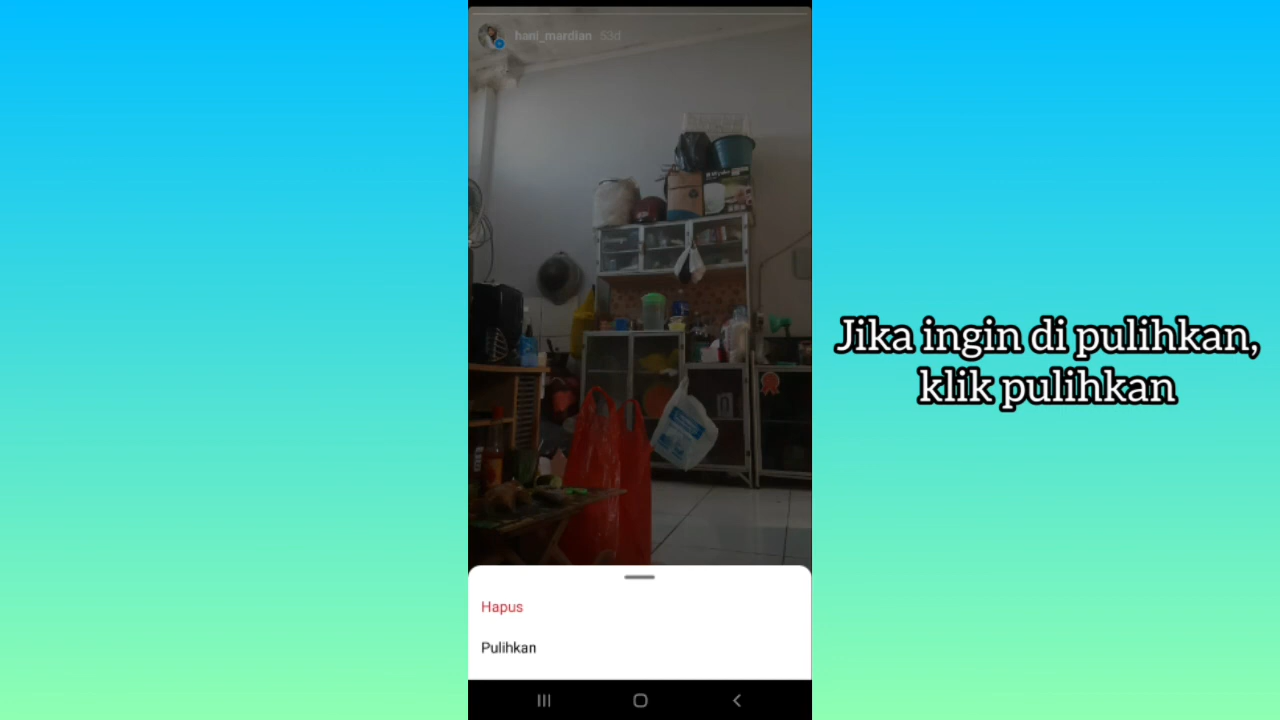 hani_mardian 53d
Jika ingin di pulihkan,
klik pulihkan
Hapus
Pulihkan